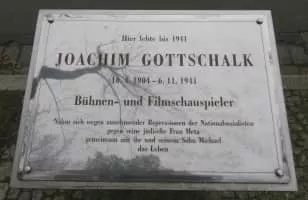 Hier lebte bis 1941
JOACHIM GOTTSCHALK
10. 4. 1904 – 6. 11. 1941
Bühnen- und Filmschauspieler
Nahm sich wegen zunehmender Repressionen der Nationalsozialisten
gegen seine jüdische Frau Meta
gemeinsam mit ihr und seinem Sohn Michael
das Leben